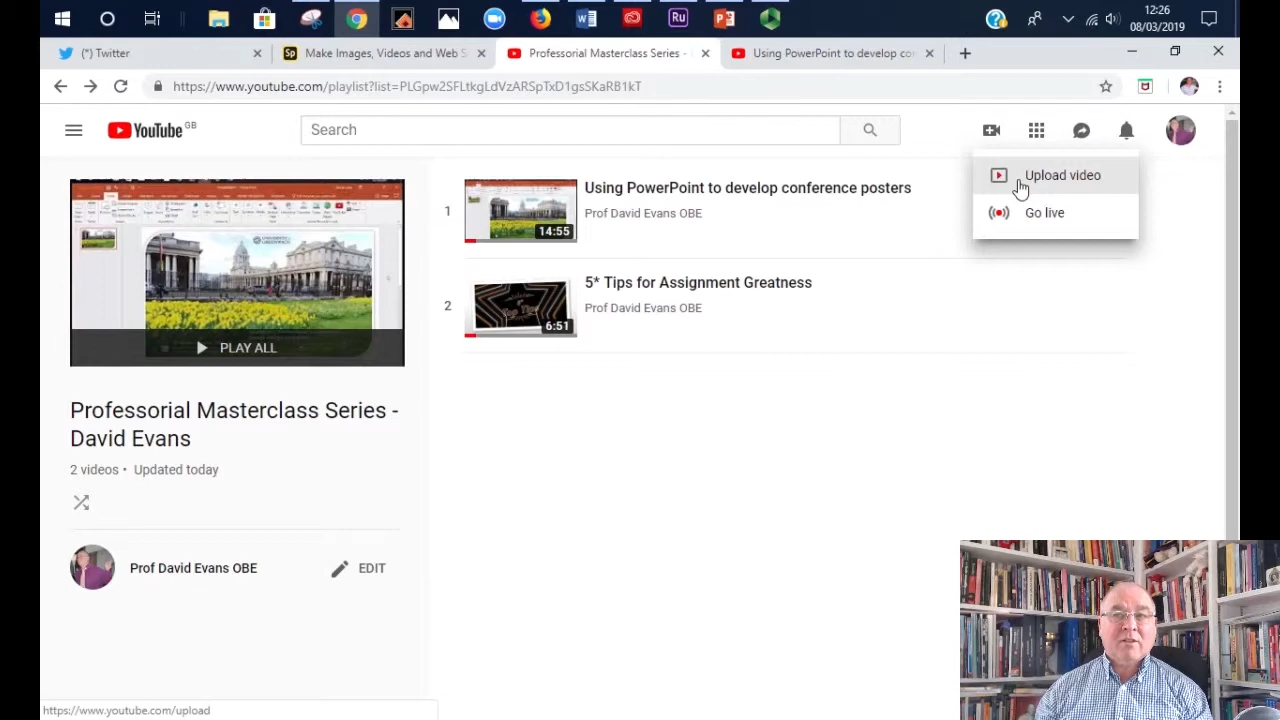 12:26
08/03/2019
(*) Twitter
Make Images, Videos and Web S
Professorial Masterclass Series -
Using PowerPoint to develop con
https://www.youtube.com/playlist?list=PLGpw2SFLtkgLdVzARSpTxD1gsSKaRB1kT
YouTube GB
Search
Upload video
Go live
1
14:55
Using PowerPoint to develop conference posters
Prof David Evans OBE
2
6:51
5* Tips for Assignment Greatness
Prof David Evans OBE
PLAY ALL
Professorial Masterclass Series -
David Evans
2 videos • Updated today
Prof David Evans OBE
EDIT
https://www.youtube.com/upload